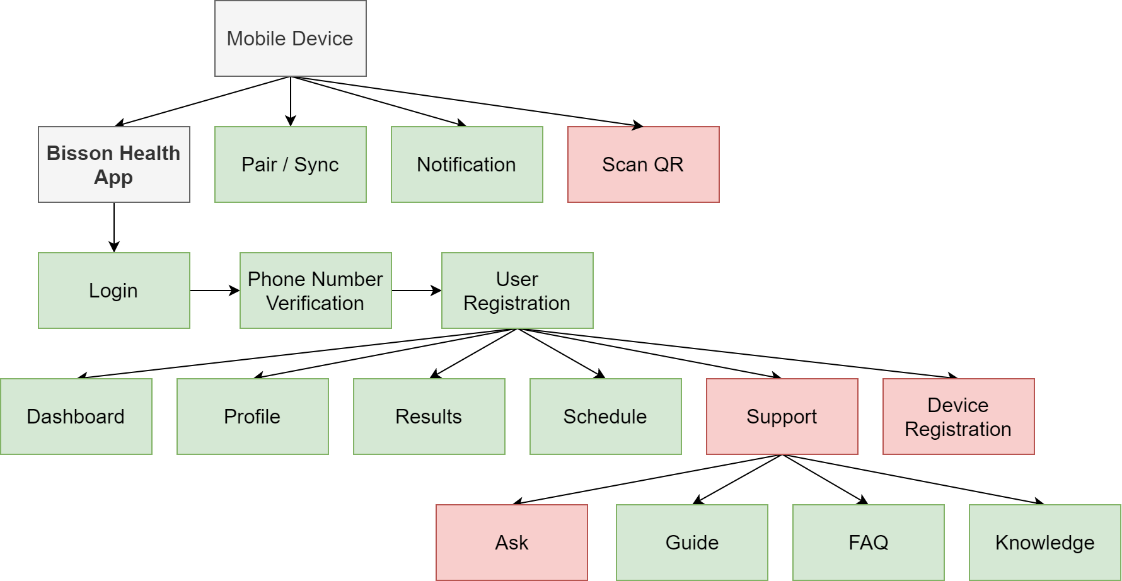 Mobile Device
Bisson Health
App
Pair / Sync
Notification
Scan QR
Login
Phone Number
Verification
User
Registration
Dashboard
Profile
Results
Schedule
Support
Device
Registration
Ask
Guide
FAQ
Knowledge